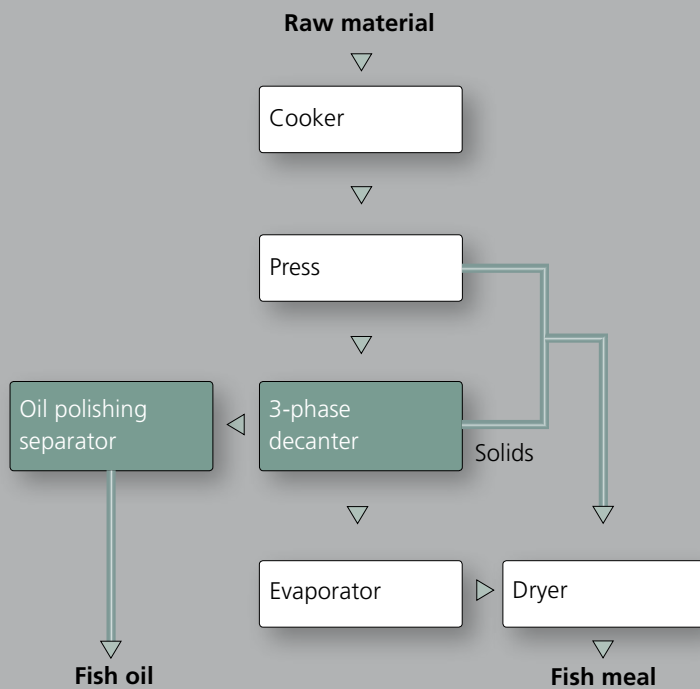 Raw material
Cooker
Press
Oil polishing
separator
3-phase
decanter
Solids
Evaporator
Dryer
Fish oil
Fish meal